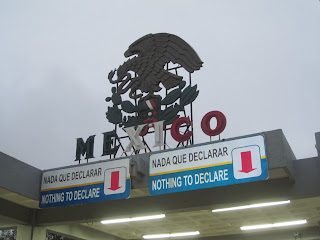 MEXICO
NADA QUE DECLARAR
NOTHING TO DECLARE
NADA QUE DECLARAR
NOTHING TO DECLARE